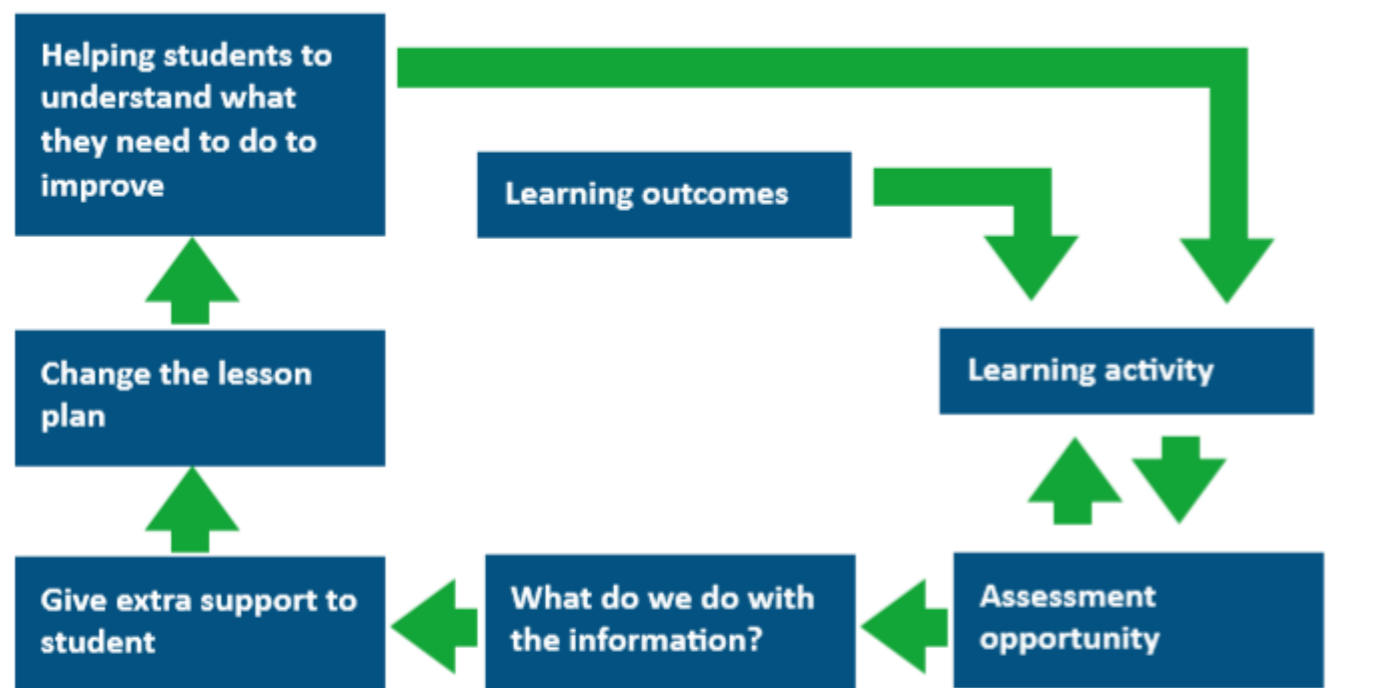 Helping students to
understand what
they need to do to
improve
Learning outcomes
Learning activity
Change the lesson
plan
Give extra support to
student
What do we do with
the information?
Assessment
opportunity